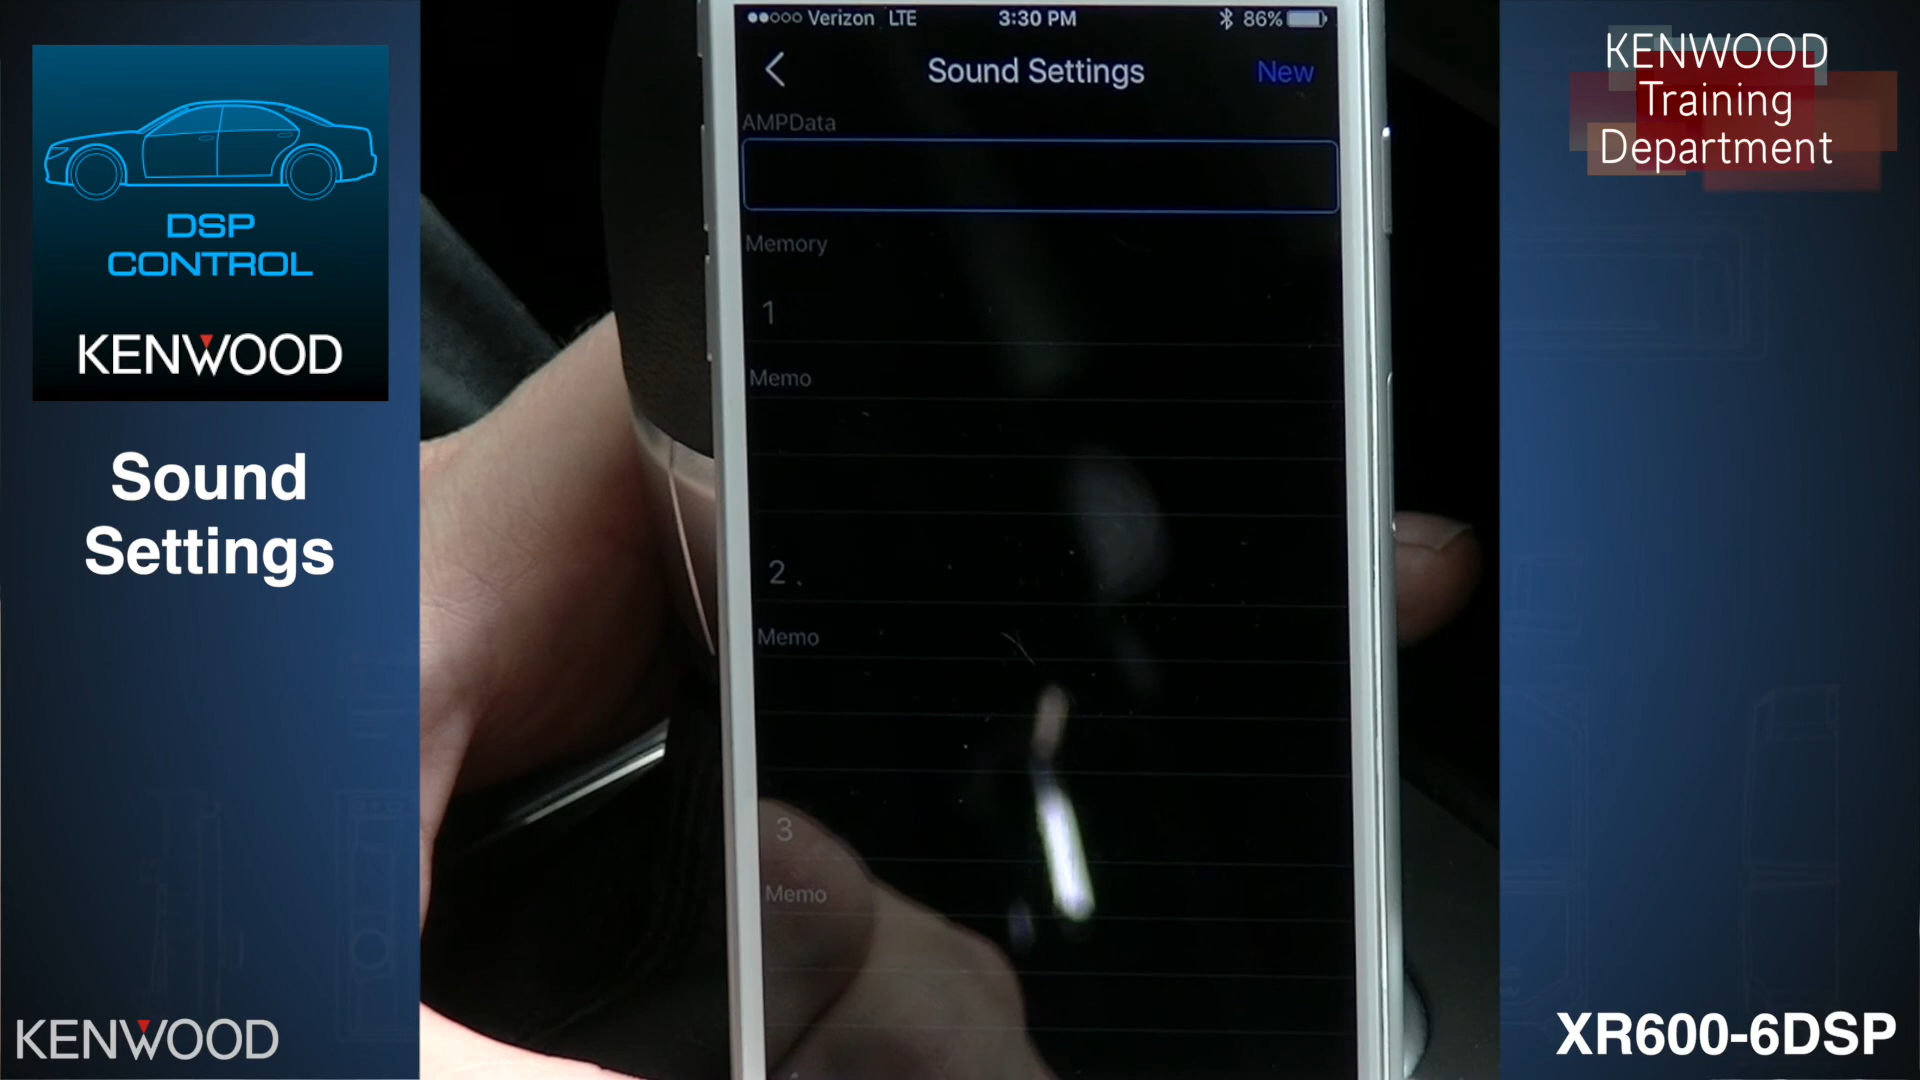 DSP
CONTROL
KENWOOD
Sound
Settings
KENWOOD
Verizon LTE
3:30 PM
86%
Sound Settings
New
AMPData
Memory
1
Memo
2
Memo
3
Memo
KENWOOD
Training
Department
XR600-6DSP